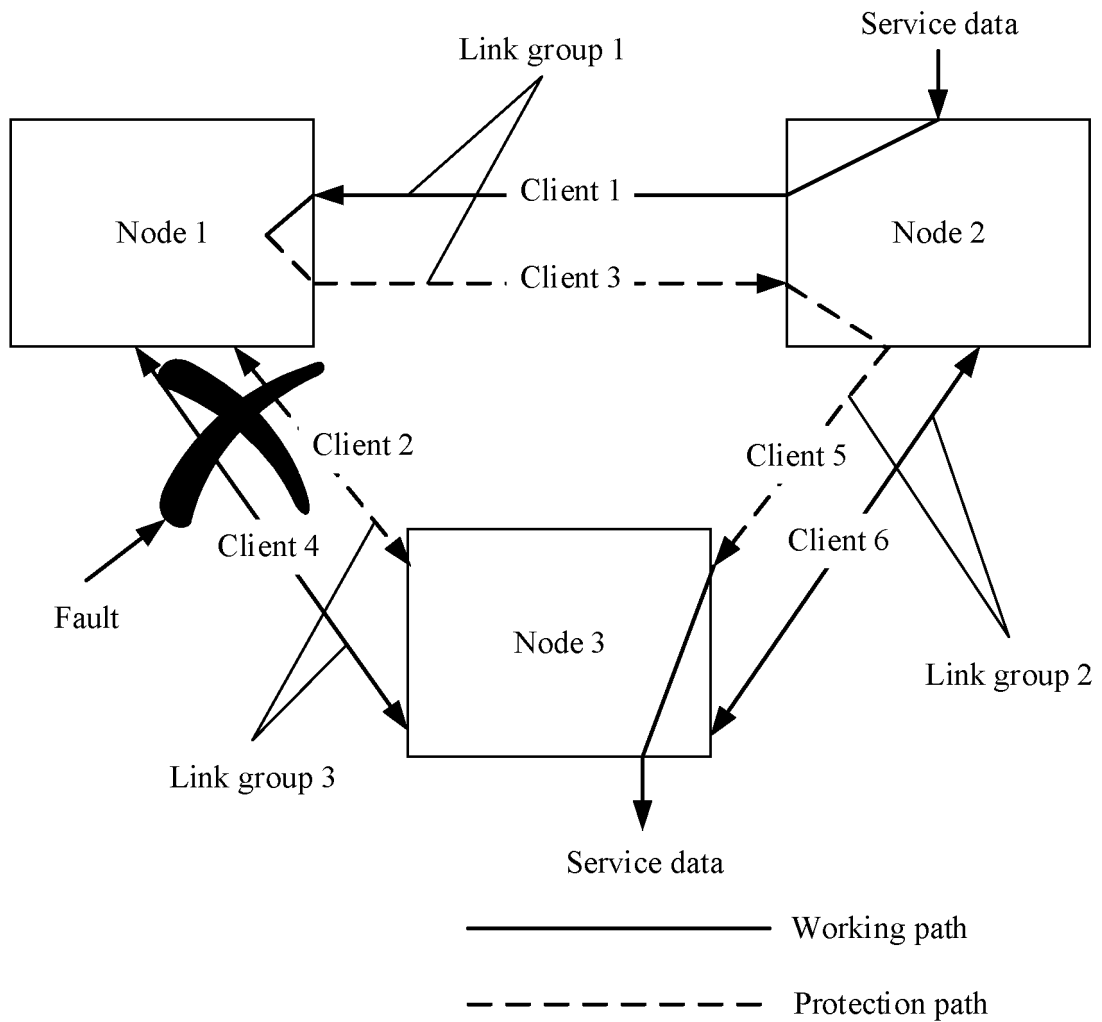 Service data
Link group 1
Client 1
Node 1
Node 2
Client 3
Client 2
Client 5
Client 4
Client 6
Fault
Node 3
Link group 2
Link group 3
Service data
Working path
Protection path